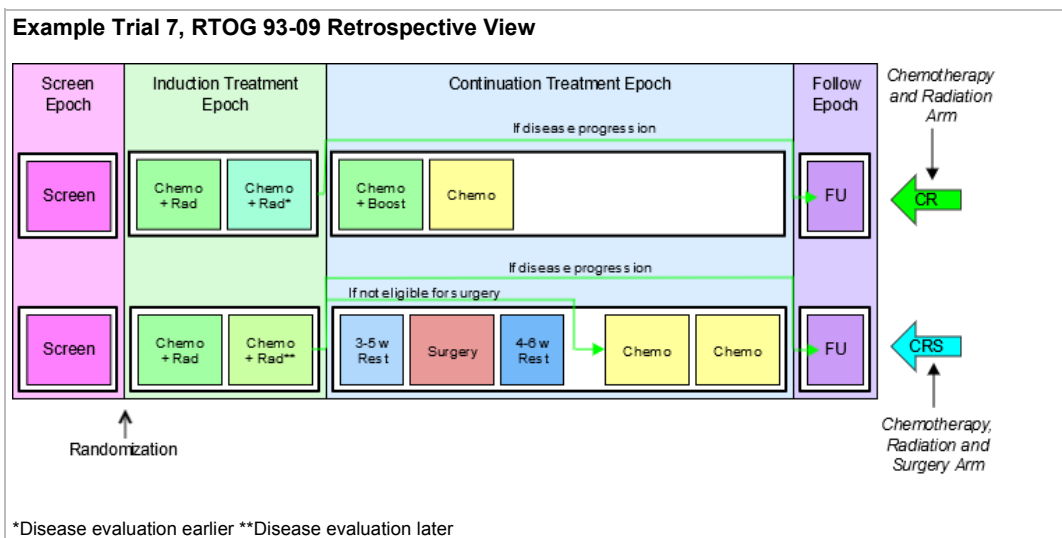 Example Trial 7, RTOG 93-09 Retrospective View
Screen
Epoch
Induction Treatment
Epoch
Continuation Treatment Epoch
Follow
Epoch
Chemotherapy
and Radiation
Arm
If disease progression
Screen
Chemo
+ Rad
Chemo
+ Rad*
Chemo
+ Boost
Chemo
FU
CR
If disease progression
If not eligible for surgery
Screen
Chemo
+ Rad
Chemo
+ Rad**
3-5 w
Rest
Surgery
4-6 w
Rest
Chemo
Chemo
FU
CRS
Randomization
Chemotherapy,
Radiation and
Surgery Arm
*Disease evaluation earlier **Disease evaluation later